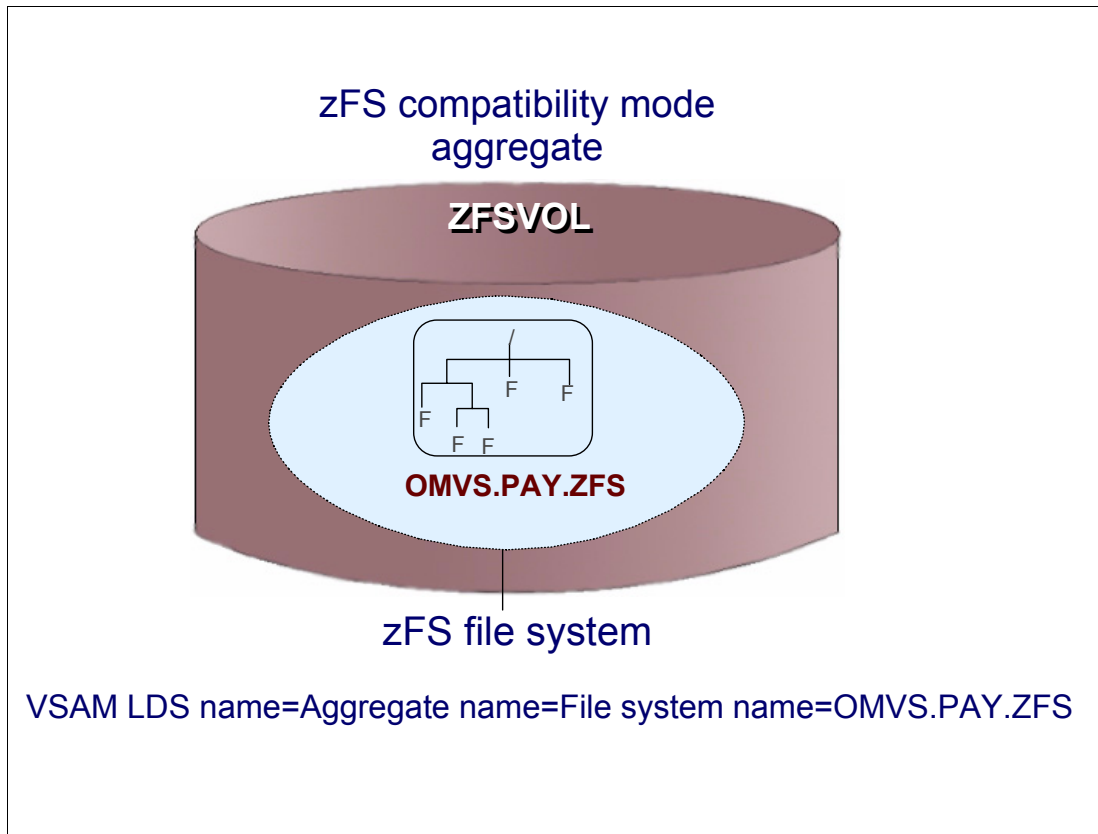 zFS compatibility mode
aggregate
ZFSVOL
/
F
F
F
F F
OMVS.PAY.ZFS
zFS file system
VSAM LDS name=Aggregate name=File system name=OMVS.PAY.ZFS